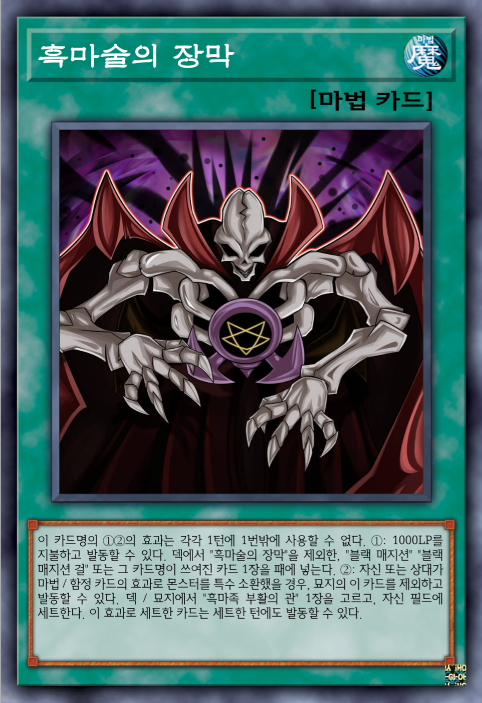 흑마술의 장막
마법
魔
[마법 카드]
이 카드명의 ①②의 효과는 각각 1턴에 1번밖에 사용할 수 없다. ①: 1000LP를
지불하고 발동할 수 있다. 덱에서 "흑마술의 장막"을 제외한, "블랙 매지션" "블랙
매지션 걸" 또는 그 카드명이 쓰여진 카드 1장을 패에 넣는다. ②: 자신 또는 상대가
마법 / 함정 카드의 효과로 몬스터를 특수 소환했을 경우, 묘지의 이 카드를 제외하고
발동할 수 있다. 덱 / 묘지에서 "흑마족 부활의 관" 1장을 고르고, 자신 필드에
세트한다. 이 효과로 세트한 카드는 세트한 턴에도 발동할 수 있다.